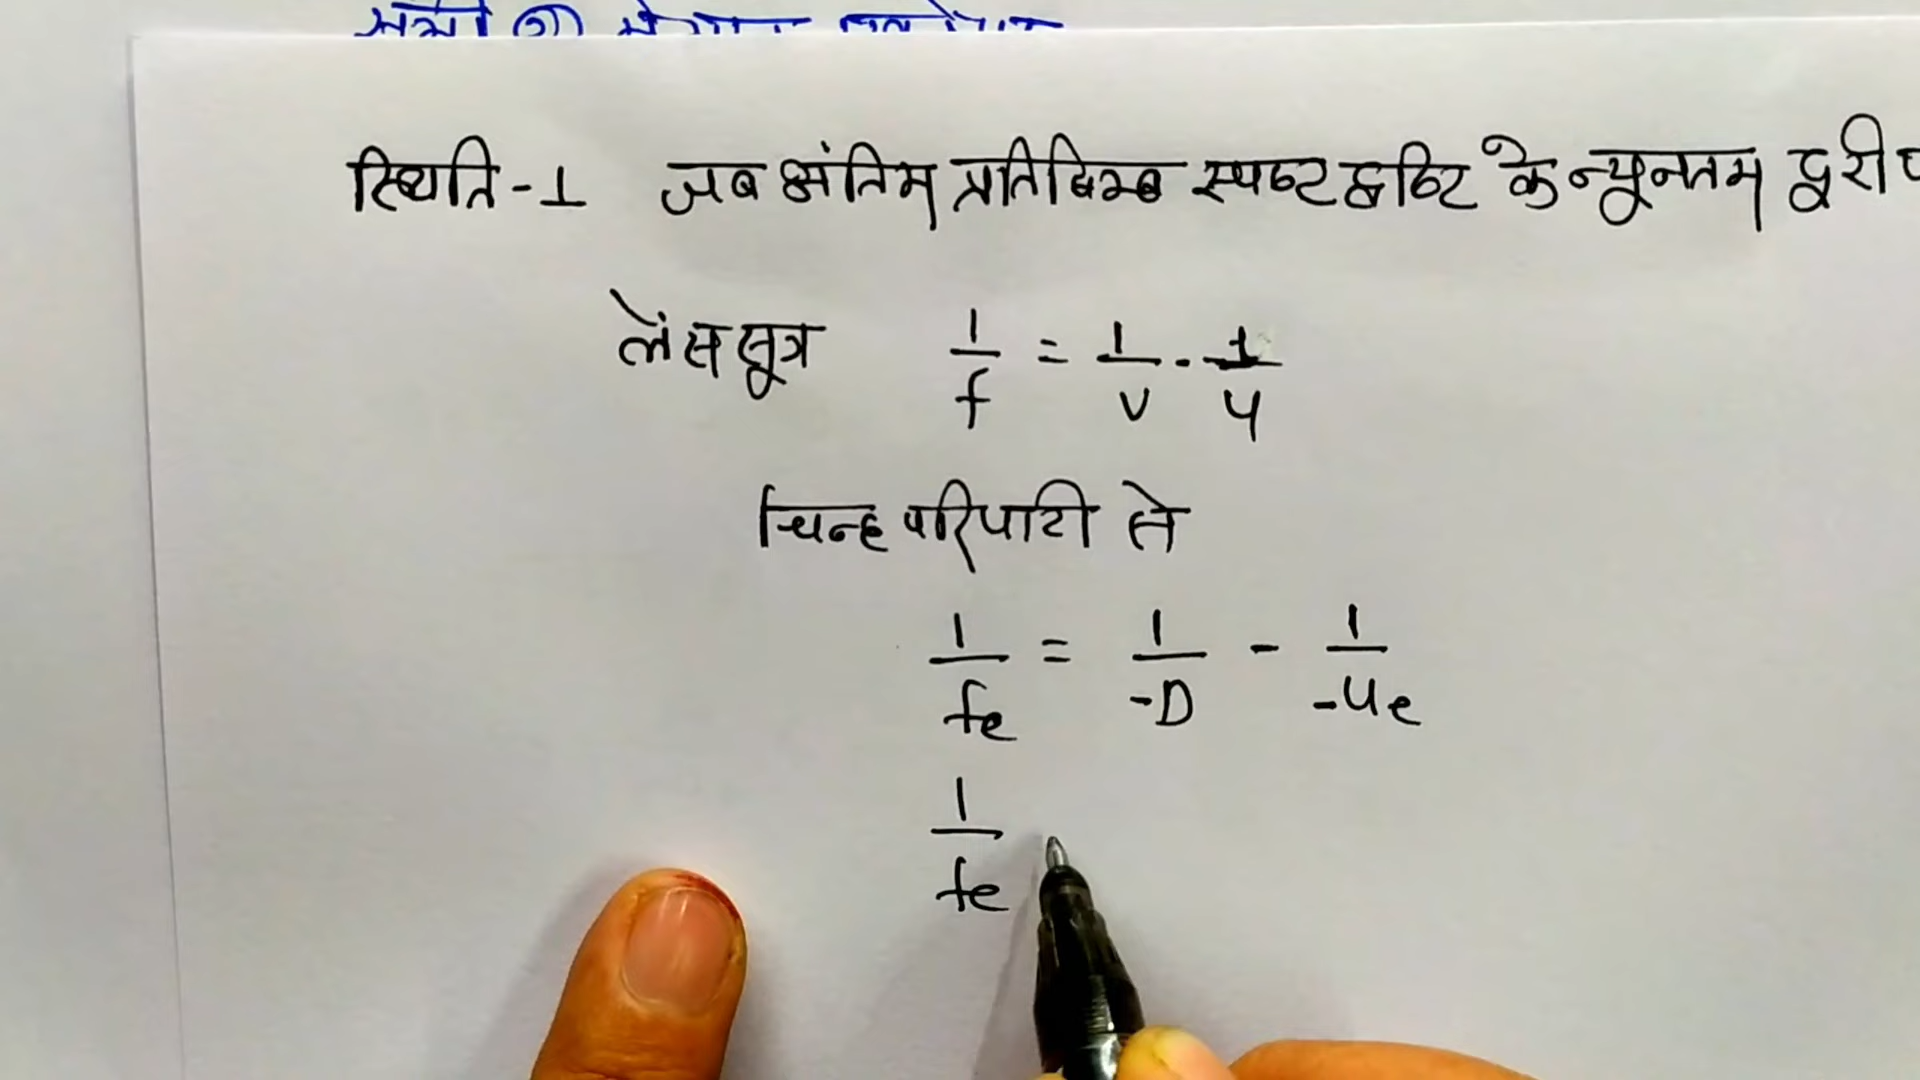 स्थिति-1 जब अंतिम प्रतिबिम्ब स्पष्ट दृष्टि के न्यूनतम दूरी प
लेंस सूत्र 1/f = 1/v - 1/u
चिन्ह परिपाटी से
1/fe = 1/-D - 1/-ue
1/fe